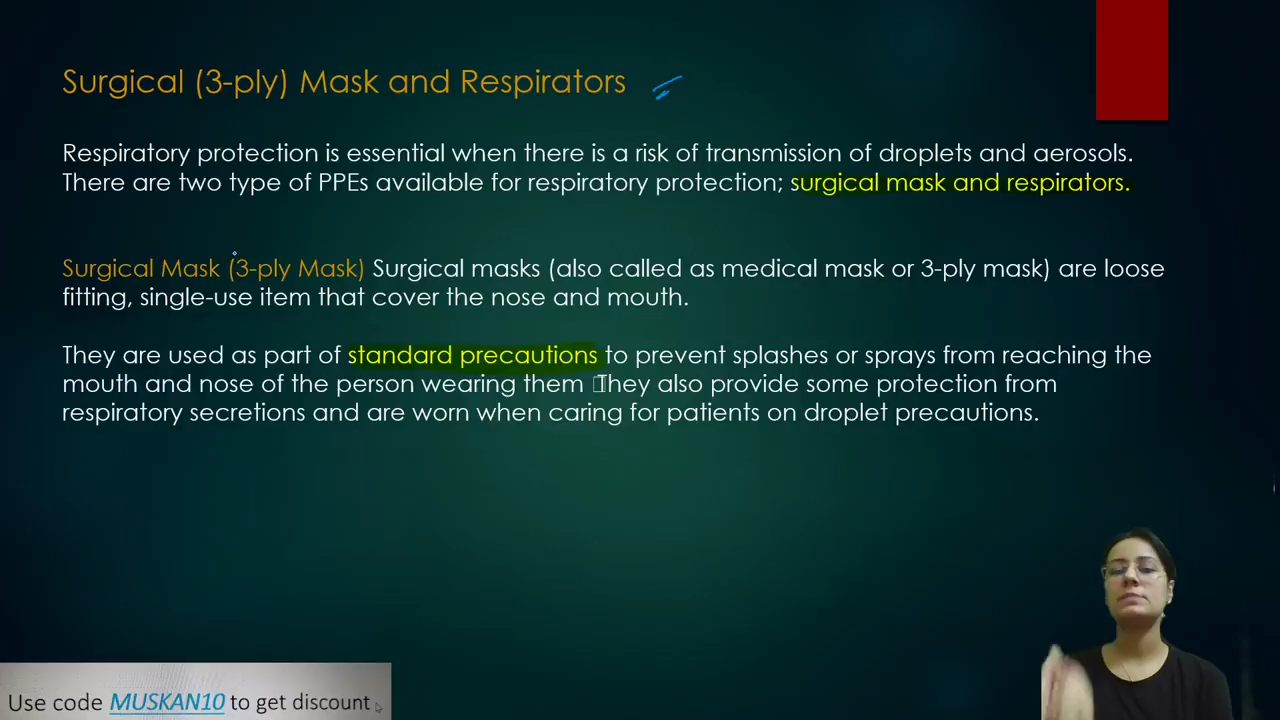 Surgical (3-ply) Mask and Respirators
Respiratory protection is essential when there is a risk of transmission of droplets and aerosols.
There are two type of PPEs available for respiratory protection; surgical mask and respirators.
Surgical Mask (3-ply Mask) Surgical masks (also called as medical mask or 3-ply mask) are loose
fitting, single-use item that cover the nose and mouth.
They are used as part of standard precautions to prevent splashes or sprays from reaching the
mouth and nose of the person wearing them They also provide some protection from
respiratory secretions and are worn when caring for patients on droplet precautions.
Use code MUSKAN10 to get discount